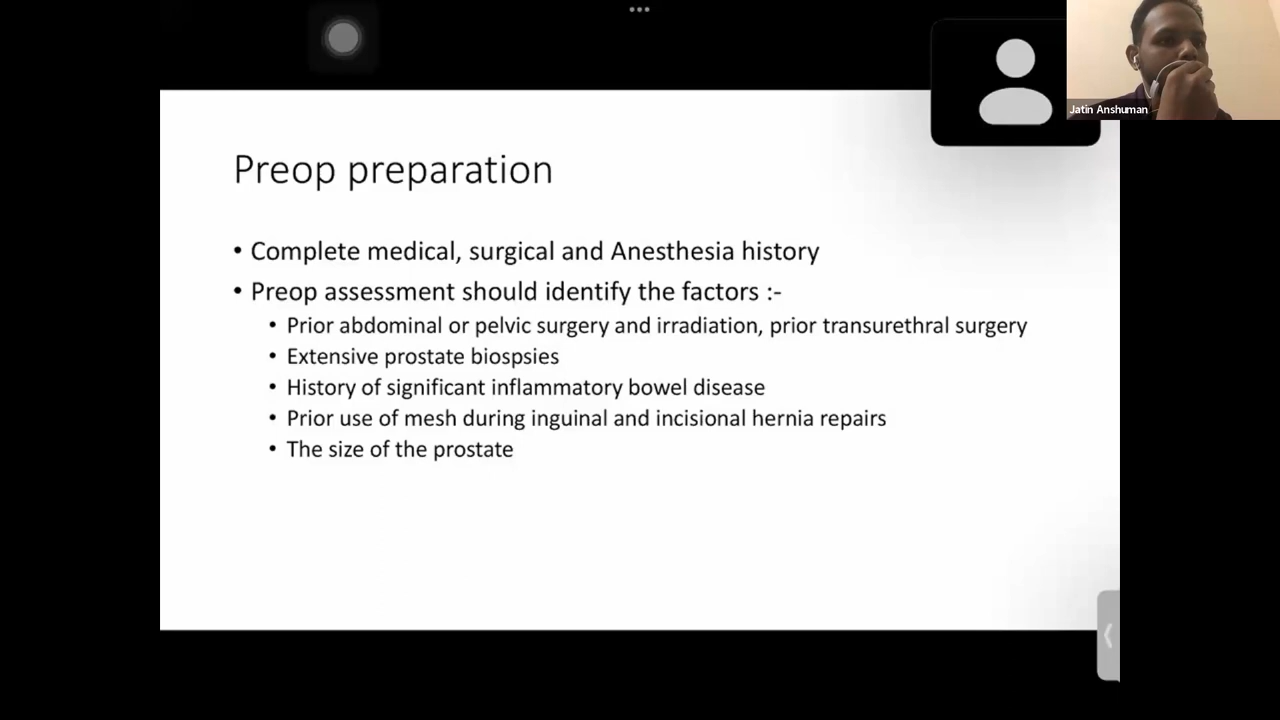 Jatin Anshuman
Preop preparation
• Complete medical, surgical and Anesthesia history
• Preop assessment should identify the factors :-
• Prior abdominal or pelvic surgery and irradiation, prior transurethral surgery
• Extensive prostate biospsies
• History of significant inflammatory bowel disease
• Prior use of mesh during inguinal and incisional hernia repairs
• The size of the prostate